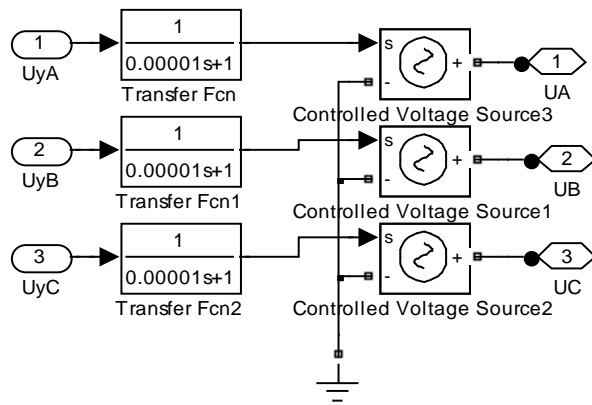 1
UyA
1
0.00001s+1
Transfer Fcn
s
-
+
Controlled Voltage Source3
1
UA
2
UyB
1
0.00001s+1
Transfer Fcn1
s
-
+
Controlled Voltage Source1
2
UB
3
UyC
1
0.00001s+1
Transfer Fcn2
s
-
+
Controlled Voltage Source2
3
UC